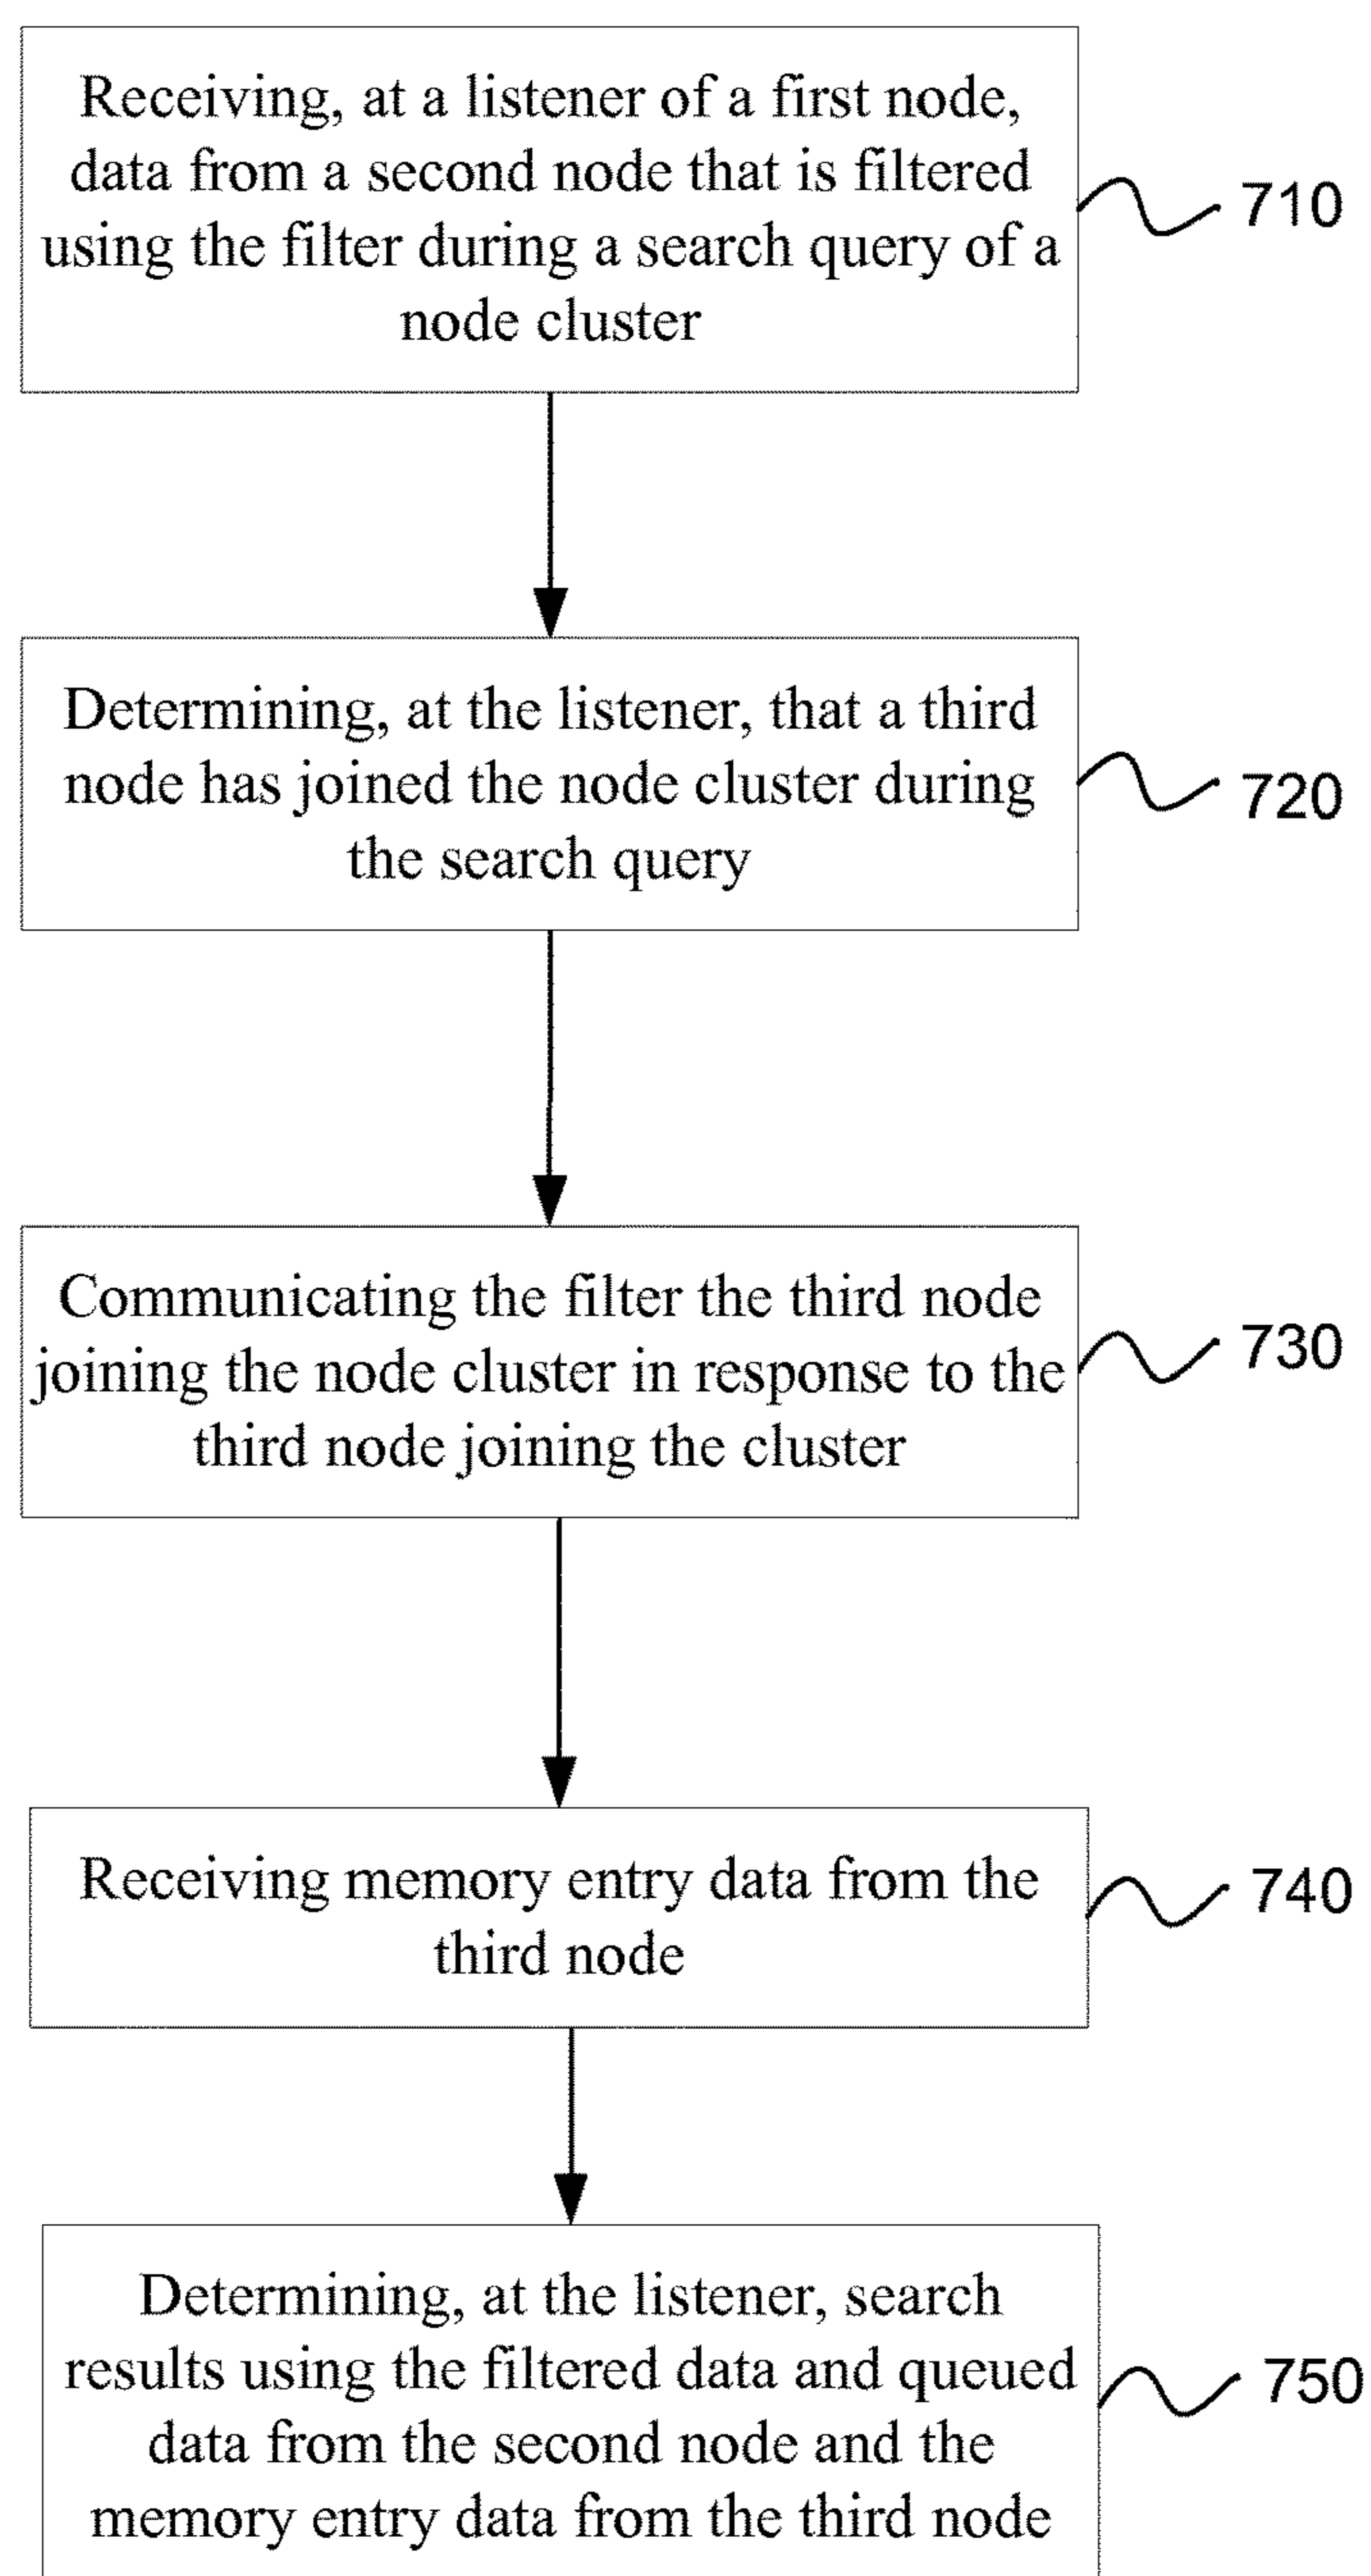 Receiving, at a listener of a first node,
data from a second node that is filtered
using the filter during a search query of a
node cluster
710
Determining, at the listener, that a third
node has joined the node cluster during
the search query
720
Communicating the filter the third node
joining the node cluster in response to the
third node joining the cluster
730
Receiving memory entry data from the
third node
740
Determining, at the listener, search
results using the filtered data and queued
data from the second node and the
memory entry data from the third node
750